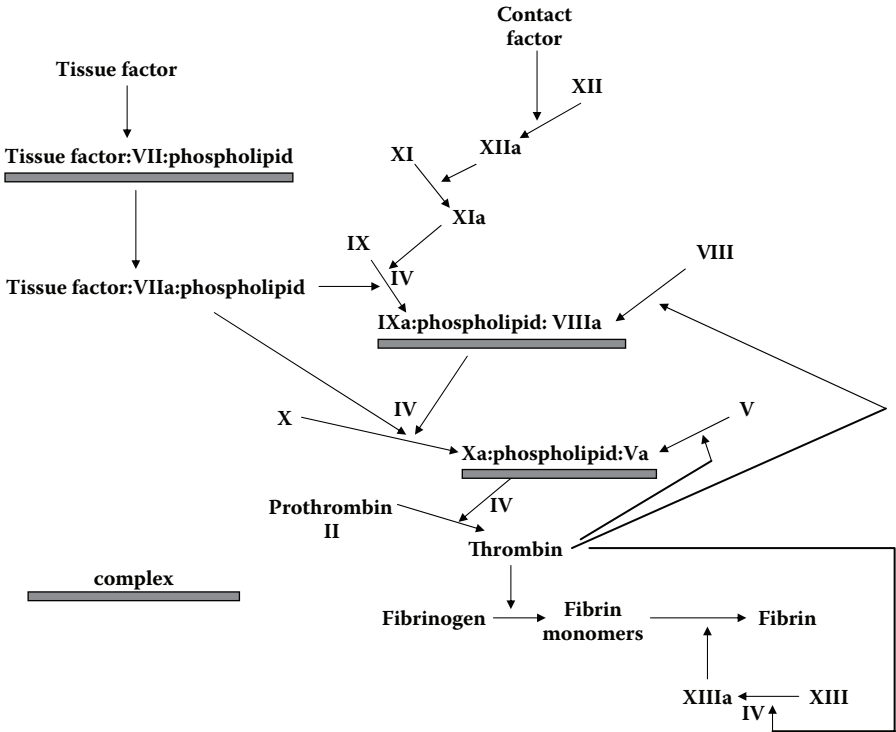 Contact
factor
Tissue factor
XII
Tissue factor:VII:phospholipid
XI
XIIa
XIa
IX
IV
VIII
Tissue factor:VIIa:phospholipid
IXa:phospholipid: VIIIa
X
IV
V
Xa:phospholipid:Va
Prothrombin
II
IV
Thrombin
complex
Fibrinogen
Fibrin
monomers
Fibrin
XIIIa
XIII
IV